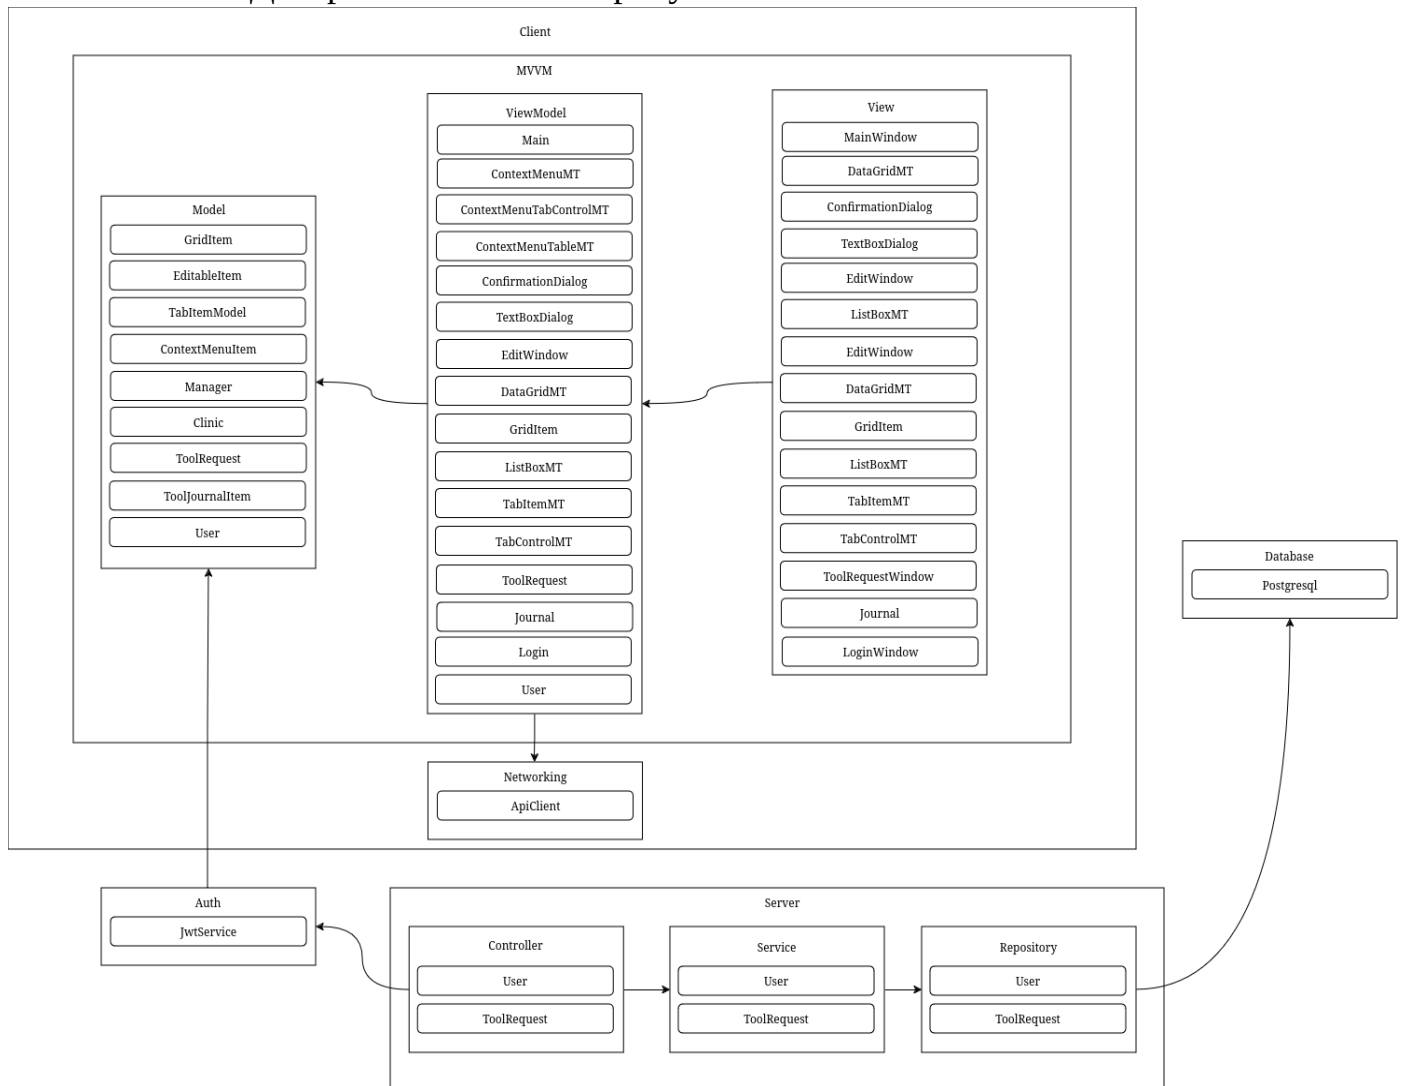 Client
MVVM
Model
GridItem
EditableItem
TabItemModel
ContextMenuItem
Manager
Clinic
ToolRequest
ToolJournalItem
User
ViewModel
Main
ContextMenuMT
ContextMenuTabControlMT
ContextMenuTableMT
ConfirmationDialog
TextBoxDialog
EditWindow
DataGridMT
GridItem
ListBoxMT
TabItemMT
TabControlMT
ToolRequest
Journal
Login
User
View
MainWindow
DataGridMT
ConfirmationDialog
TextBoxDialog
EditWindow
ListBoxMT
EditWindow
DataGridMT
GridItem
ListBoxMT
TabItemMT
TabControlMT
ToolRequestWindow
Journal
LoginWindow
Networking
ApiClient
Database
Postgresql
Auth
JwtService
Server
Controller
User
ToolRequest
Service
User
ToolRequest
Repository
User
ToolRequest